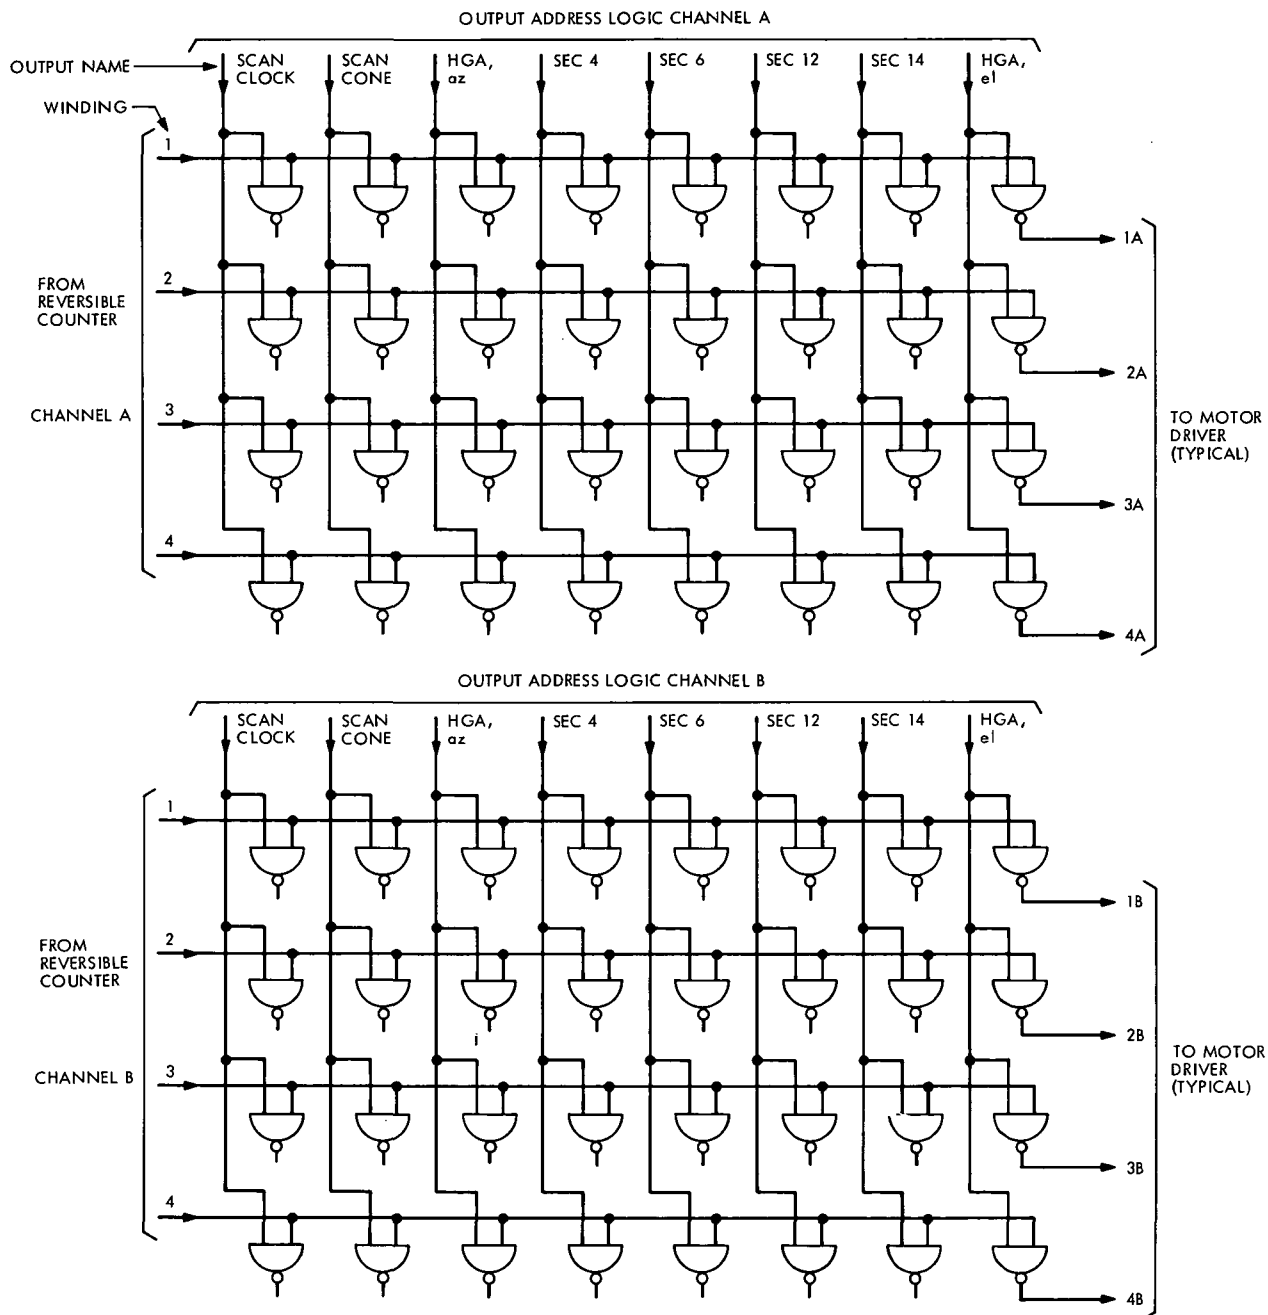 OUTPUT ADDRESS LOGIC CHANNEL A
OUTPUT NAME
SCAN
CLOCK
SCAN
CONE
HGA,
az
SEC 4
SEC 6
SEC 12
SEC 14
HGA,
el
WINDING
1
1A
FROM
REVERSIBLE
COUNTER
2
2A
CHANNEL A
3
3A
TO MOTOR
DRIVER
(TYPICAL)
4
4A
OUTPUT ADDRESS LOGIC CHANNEL B
SCAN
CLOCK
SCAN
CONE
HGA,
az
SEC 4
SEC 6
SEC 12
SEC 14
HGA,
el
1
1B
FROM
REVERSIBLE
COUNTER
2
2B
CHANNEL B
3
3B
TO MOTOR
DRIVER
(TYPICAL)
4
4B